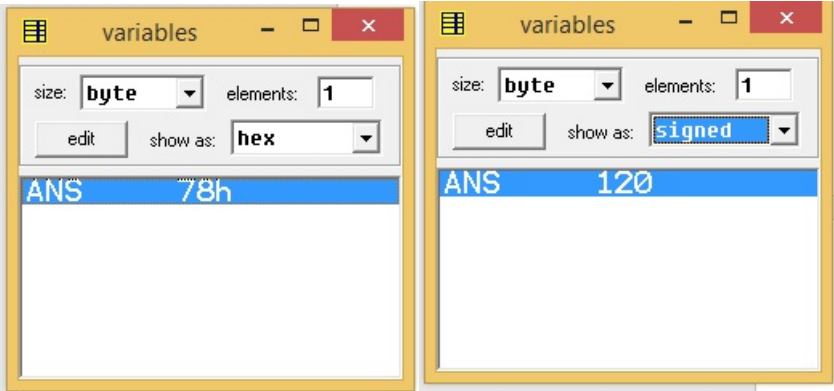 variables
size: byte elements: 1
edit show as: hex
ANS 78h
variables
size: byte elements: 1
edit show as: signed
ANS 120